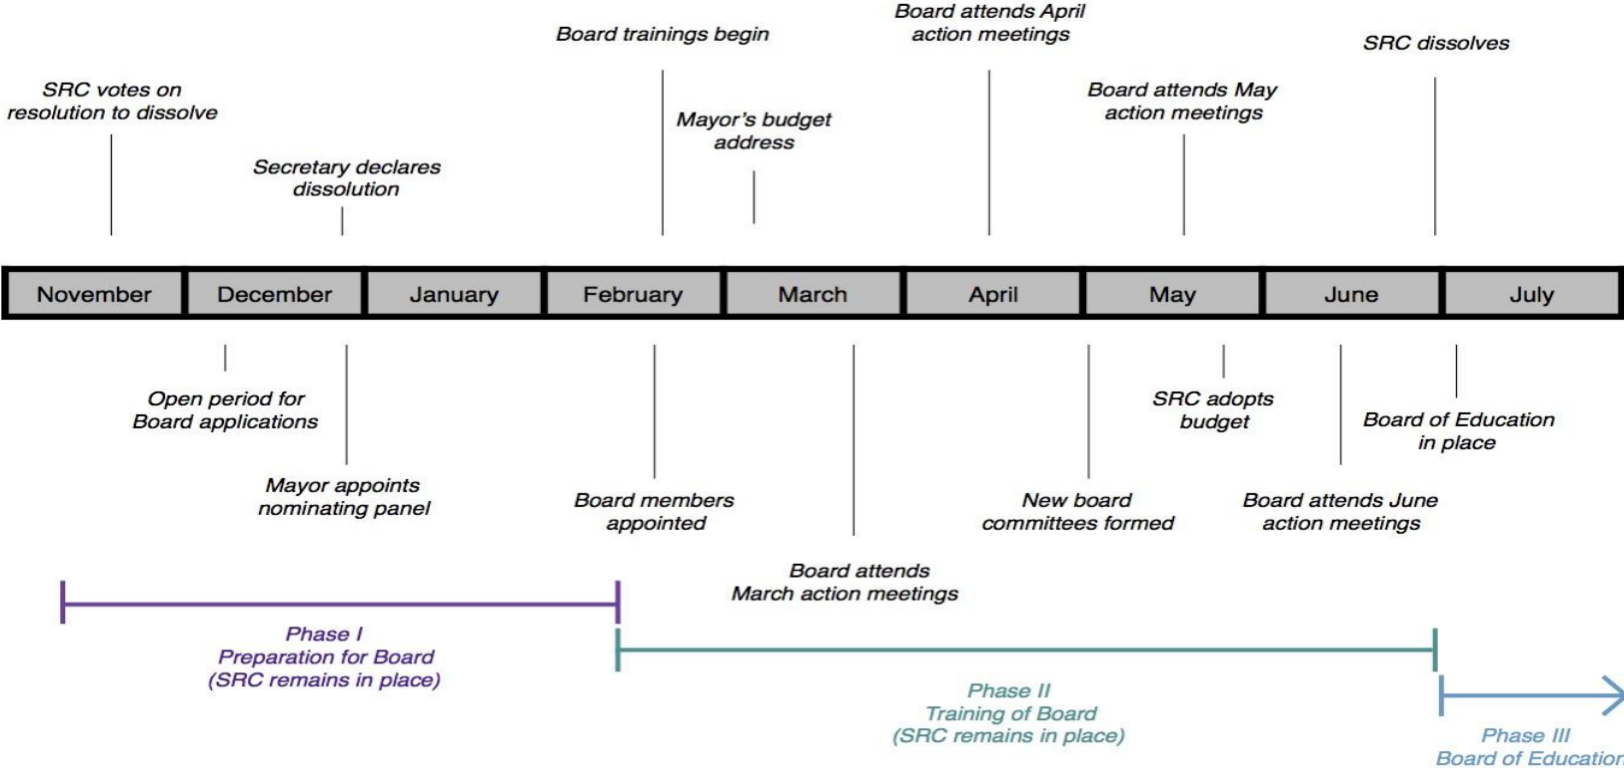 SRC votes on
resolution to dissolve
Secretary declares
dissolution
Board trainings begin
Mayor’s budget
address
Board attends April
action meetings
Board attends May
action meetings
SRC dissolves
November
December
January
February
March
April
May
June
July
Open period for
Board applications
Mayor appoints
nominating panel
Board members
appointed
Board attends
March action meetings
New board
committees formed
SRC adopts
budget
Board attends June
action meetings
Board of Education
in place
Phase I
Preparation for Board
(SRC remains in place)
Phase II
Training of Board
(SRC remains in place)
Phase III
Board of Education